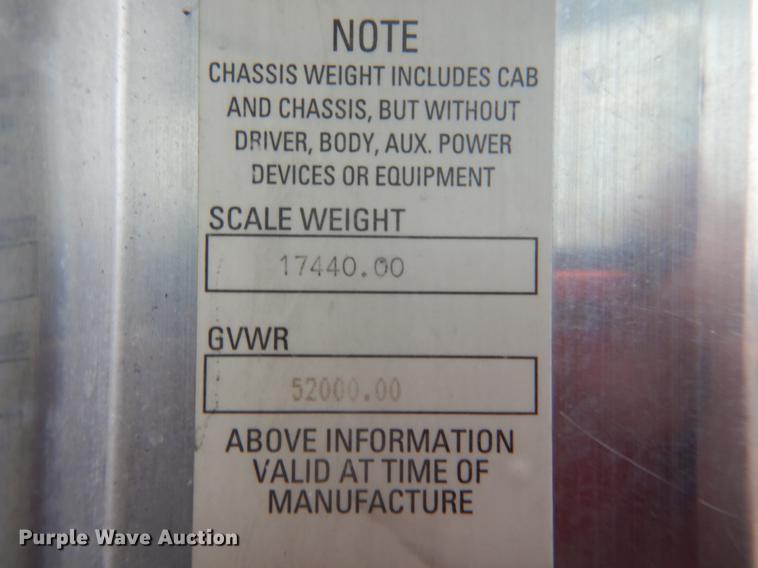 NOTE
CHASSIS WEIGHT INCLUDES CAB
AND CHASSIS, BUT WITHOUT
DRIVER, BODY, AUX. POWER
DEVICES OR EQUIPMENT
SCALE WEIGHT
17440.00
GVWR
52000.00
ABOVE INFORMATION
VALID AT TIME OF
MANUFACTURE
Purple Wave Auction